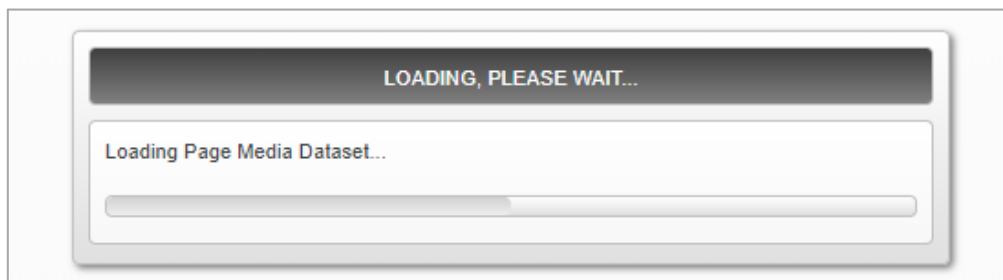 LOADING, PLEASE WAIT...
Loading Page Media Dataset...